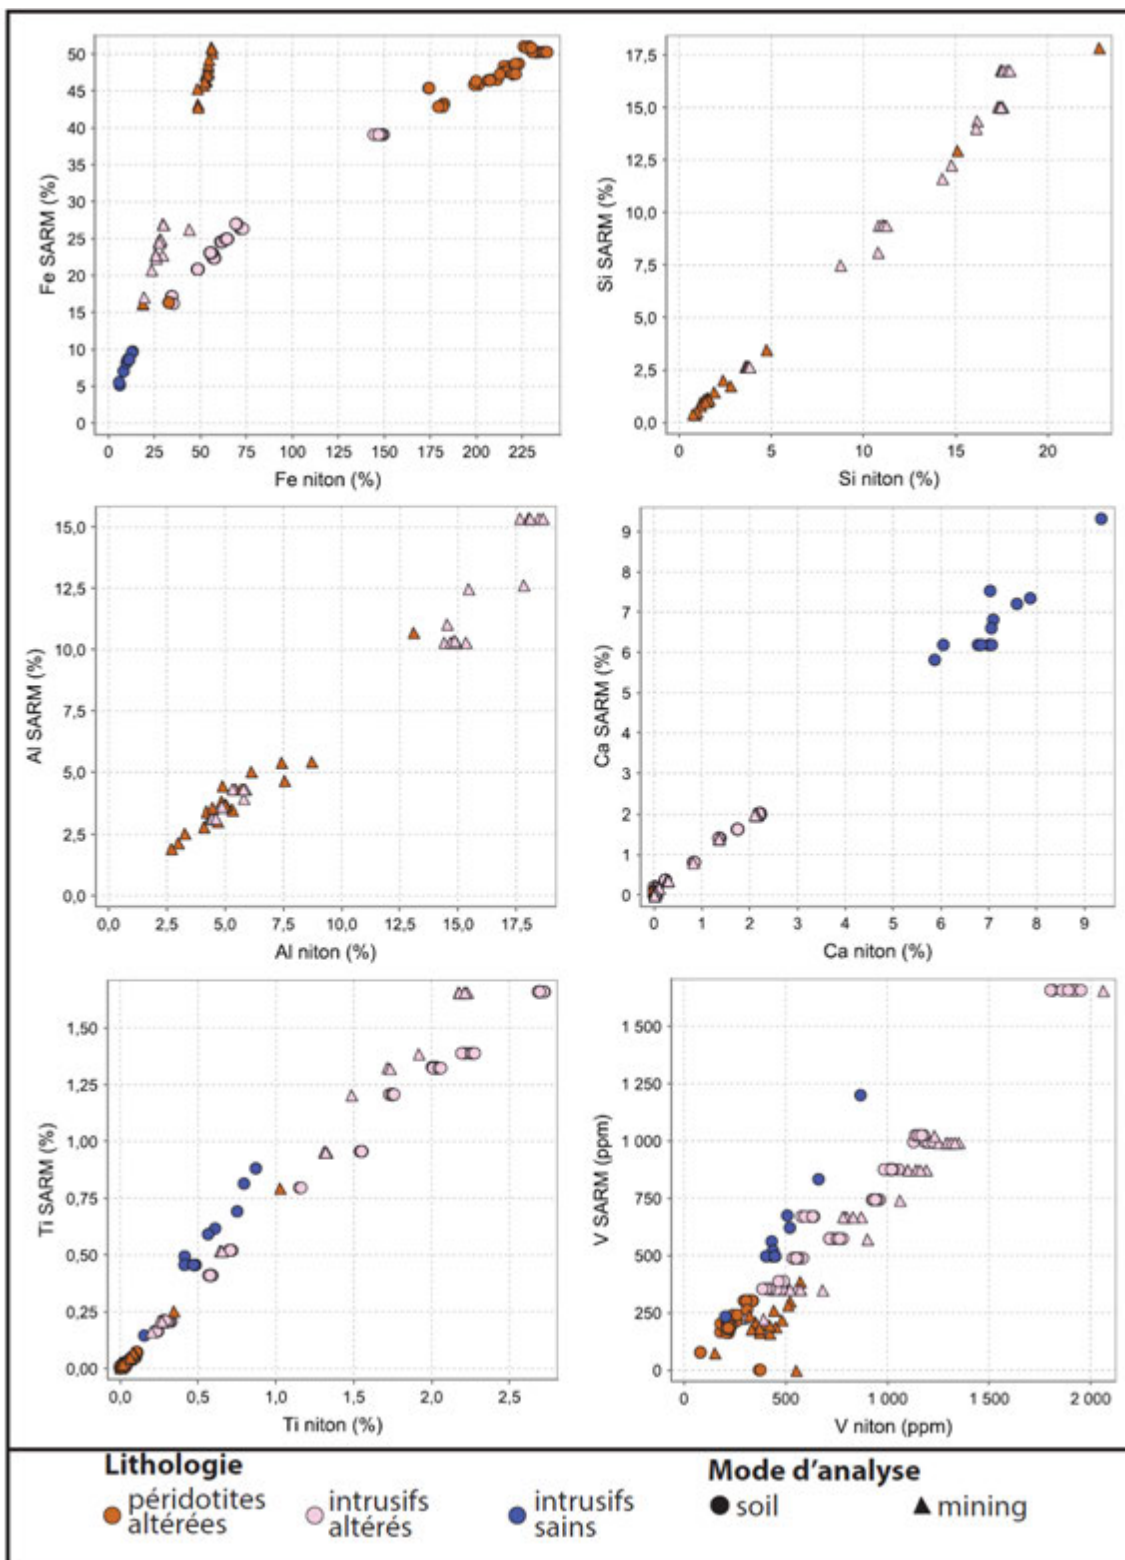 50
45
40
35
30
25
20
15
10
5
0
Fe SARM (%)
0 25 50 75 100 125 150 175 200 225
Fe niton (%)
17,5
15,0
12,5
10,0
7,5
5,0
2,5
0,0
Si SARM (%)
0 5 10 15 20
Si niton (%)
15,0
12,5
10,0
7,5
5,0
2,5
0,0
Al SARM (%)
0,0 2,5 5,0 7,5 10,0 12,5 15,0 17,5
Al niton (%)
9
8
7
6
5
4
3
2
1
0
Ca SARM (%)
0 1 2 3 4 5 6 7 8 9
Ca niton (%)
1,50
1,25
1,00
0,75
0,50
0,25
0,00
Ti SARM (%)
0,0 0,5 1,0 1,5 2,0 2,5
Ti niton (%)
1 500
1 250
1 000
750
500
250
0
V SARM (ppm)
0 500 1 000 1 500 2 000
V niton (ppm)
Lithologie
péridotites
altérées
intrusifs
altérés
intrusifs
sains
Mode d'analyse
soil
mining